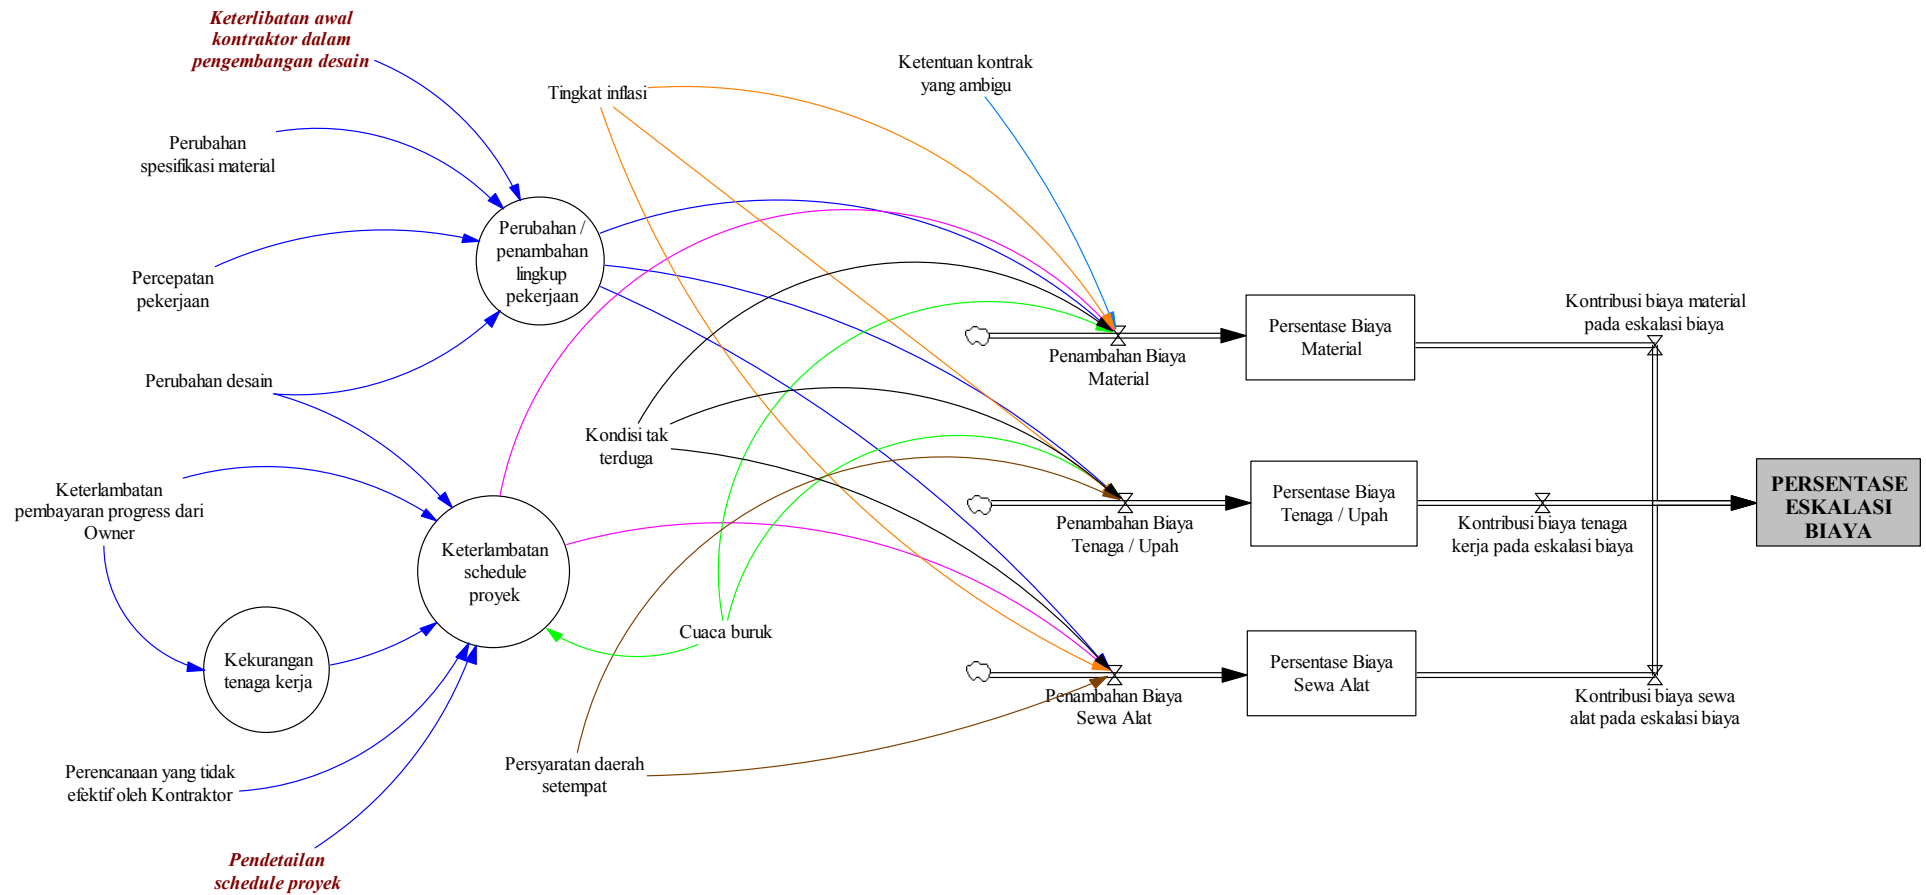 Keterlibatan awal
kontraktor dalam
pengembangan desain
Perubahan
spesifikasi material
Percepatan
pekerjaan
Perubahan desain
Keterlambatan
pembayaran progress dari
Owner
Kekurangan
tenaga kerja
Perencanaan yang tidak
efektif oleh Kontraktor
Pendetailan
schedule proyek
Perubahan /
penambahan
lingkup
pekerjaan
Keterlambatan
schedule
proyek
Tingkat inflasi
Kondisi tak
terduga
Cuaca buruk
Persyaratan daerah
setempat
Ketentuan kontrak
yang ambigu
Penambahan Biaya
Material
Penambahan Biaya
Tenaga / Upah
Penambahan Biaya
Sewa Alat
Persentase Biaya
Material
Persentase Biaya
Tenaga / Upah
Persentase Biaya
Sewa Alat
Kontribusi biaya material
pada eskalasi biaya
Kontribusi biaya tenaga
kerja pada eskalasi biaya
Kontribusi biaya sewa
alat pada eskalasi biaya
PERSENTASE
ESKALASI
BIAYA